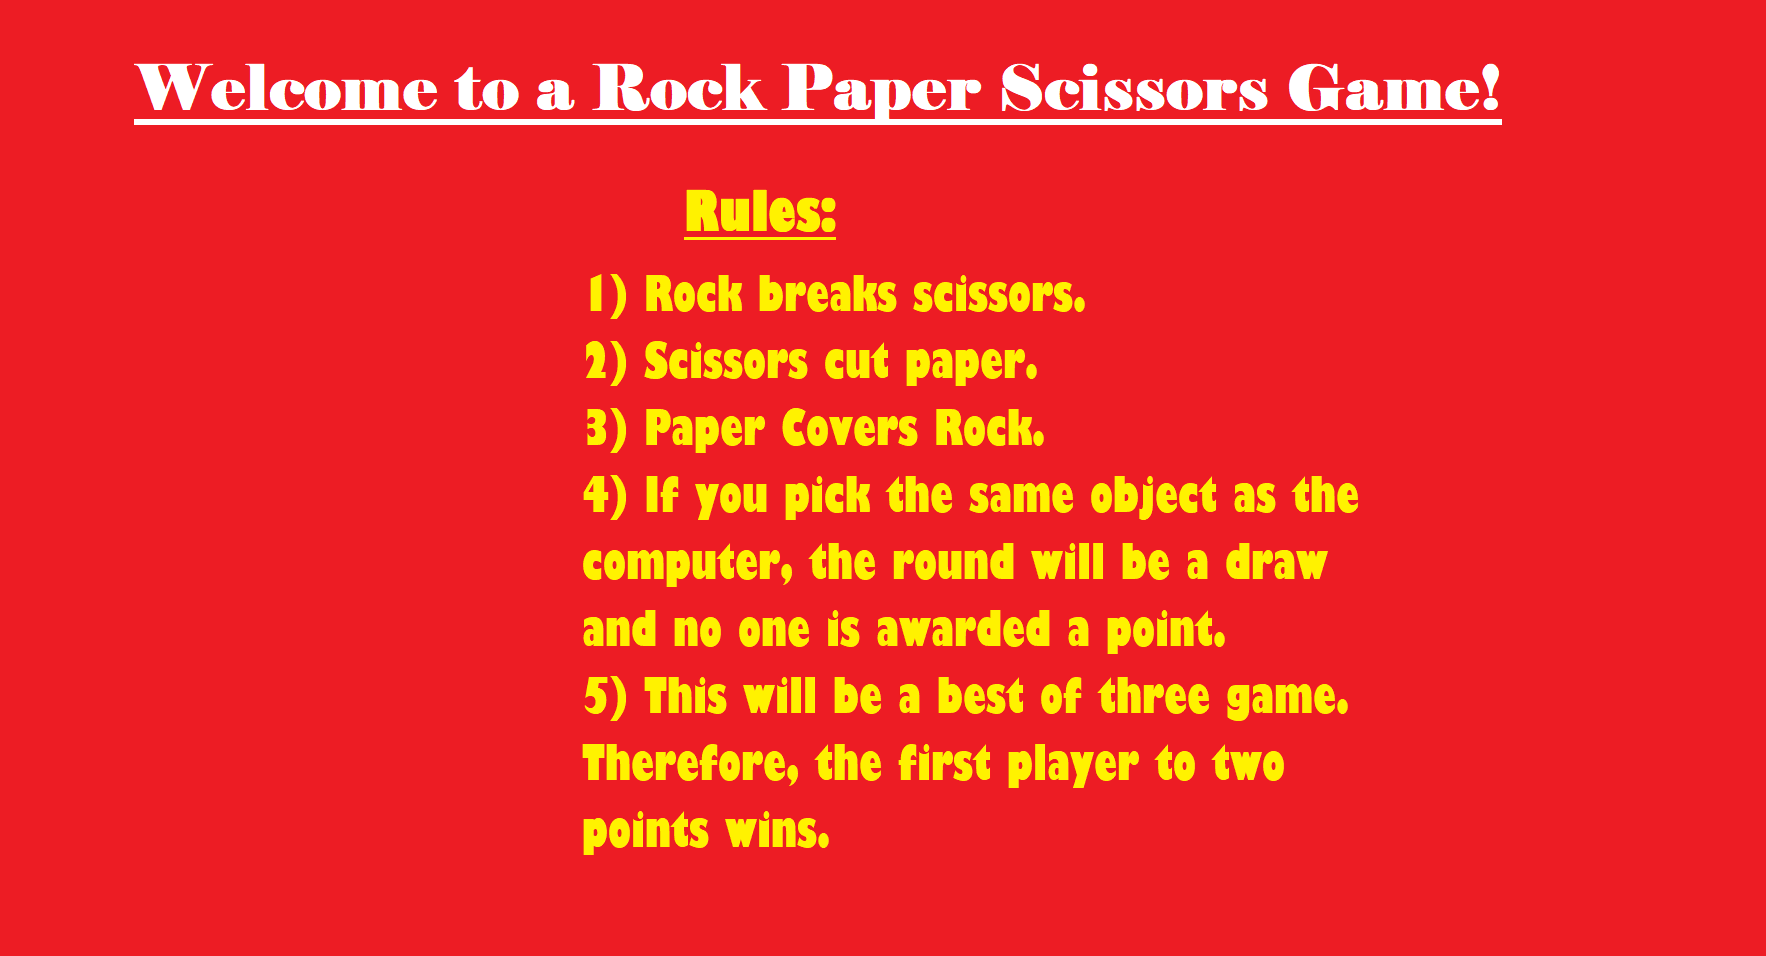 Welcome to a Rock Paper Scissors Game!
Rules:
1) Rock breaks scissors.
2) Scissors cut paper.
3) Paper Covers Rock.
4) If you pick the same object as the
computer, the round will be a draw
and no one is awarded a point.
5) This will be a best of three game.
Therefore, the first player to two
points wins.